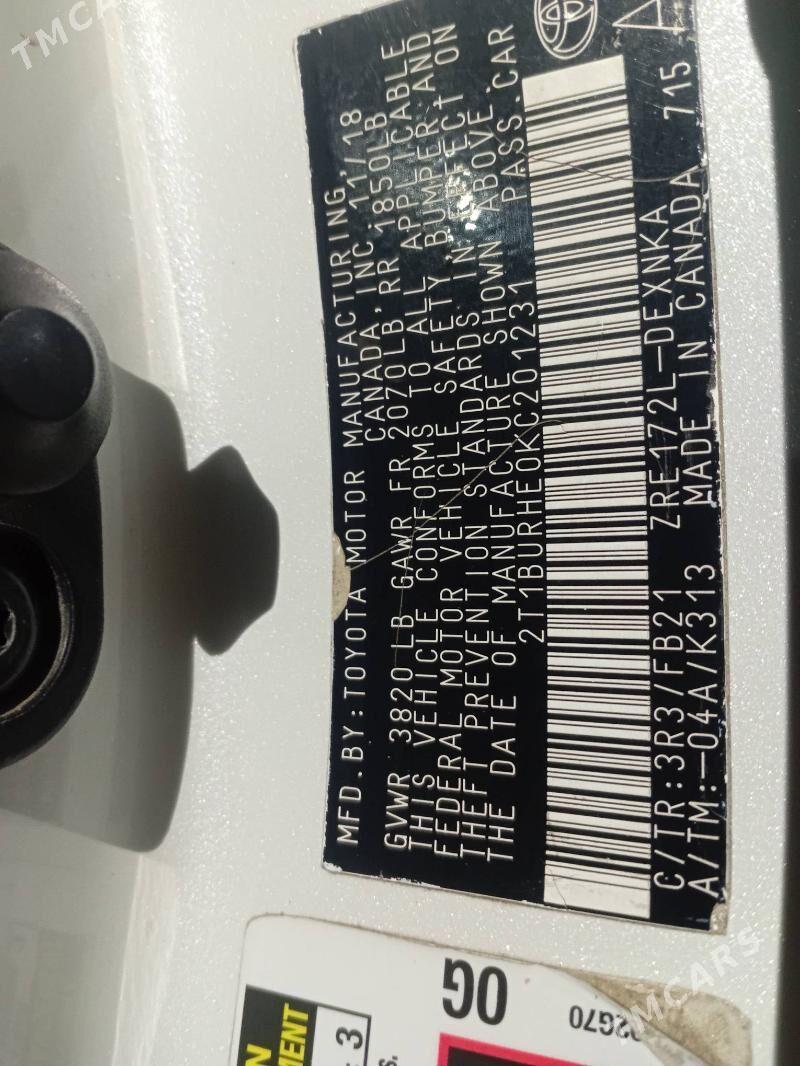 MFD.BY:TOYOTA MOTOR MANUFACTURING,
CANADA, INC. 11/18
GVWR 3820 LB GAWR FR 2070LB RR 1850LB
THIS VEHICLE CONFORMS TO ALL APPLICABLE
FEDERAL MOTOR VEHICLE SAFETY, BUMPER, AND
THEFT PREVENTION STANDARDS IN EFFECT ON
THE DATE OF MANUFACTURE SHOWN ABOVE.
2T1BURHE0KC201231 PASS.CAR
C/TR:3R3/FB21 ZRE172L-DEXNKA 715
A/TM:-04A/K313 MADE IN CANADA
0G
02G70
3
TMCARS